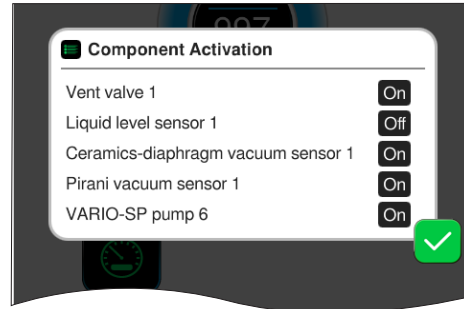 997
Component Activation
Vent valve 1 On
Liquid level sensor 1 Off
Ceramics-diaphragm vacuum sensor 1 On
Pirani vacuum sensor 1 On
VARIO-SP pump 6 On